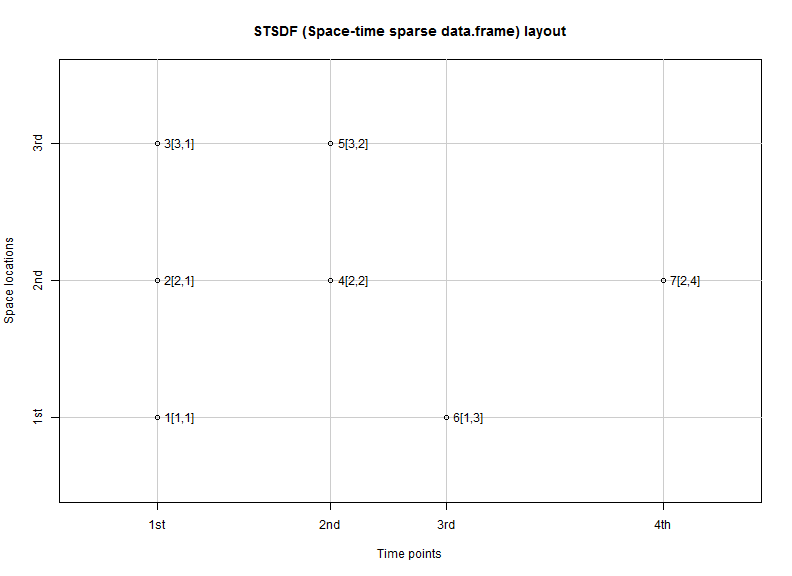 STSDF (Space-time sparse data.frame) layout
3rd
3[3,1]
5[3,2]
Space locations
2nd
2[2,1]
4[2,2]
7[2,4]
1st
1[1,1]
6[1,3]
1st
2nd
3rd
4th
Time points